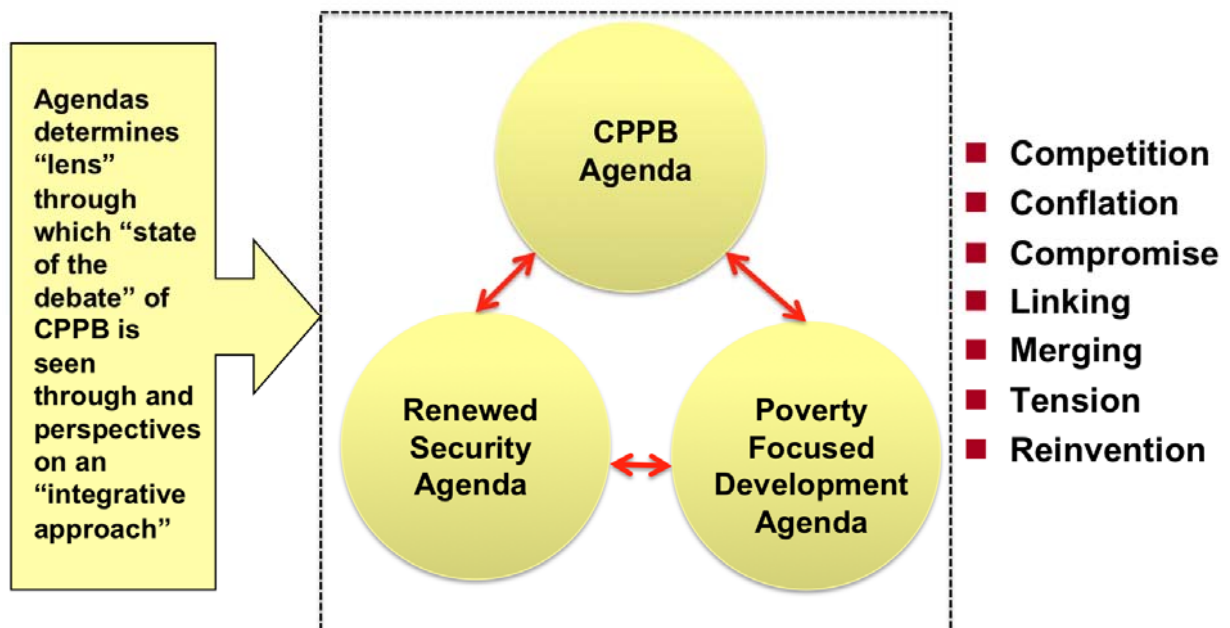 Agendas
determines
“lens”
through
which “state
of the
debate” of
CPPB is
seen
through and
perspectives
on an
“integrative
approach”
CPPB
Agenda
Renewed
Security
Agenda
Poverty
Focused
Development
Agenda
Competition
Conflation
Compromise
Linking
Merging
Tension
Reinvention